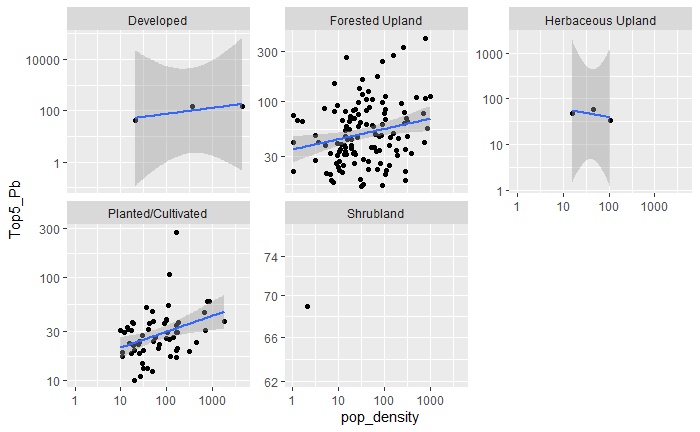 Developed
Forested Upland
Herbaceous Upland
10000
100
1
300
100
30
1000
100
10
1
1 10 100 1000
Planted/Cultivated
Shrubland
300
100
30
10
74
70
66
62
1 10 100 1000
1 10 100 1000
pop_density
Top5_Pb